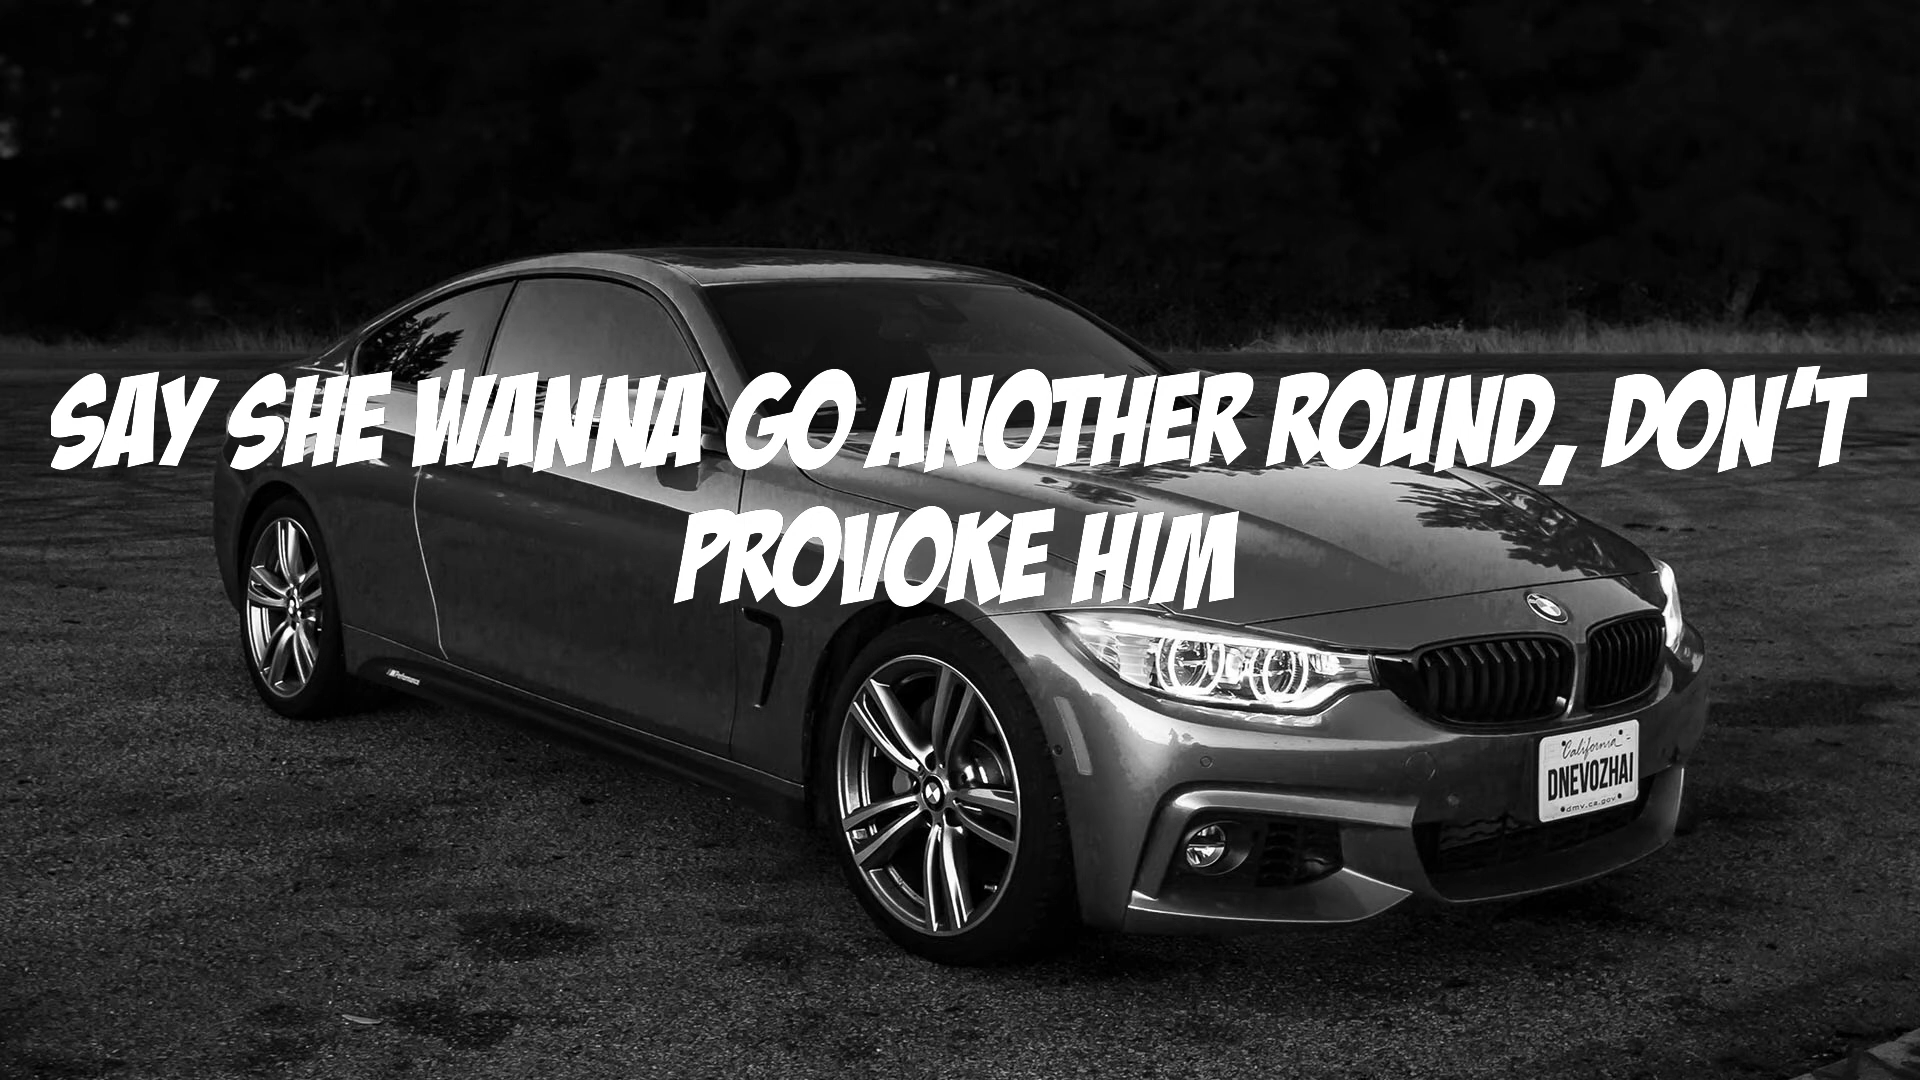 SAY SHE WANNA GO ANOTHER ROUND, DON'T
PROVOKE HIM
California
DNEVOZHAI
dmv.ca.gov